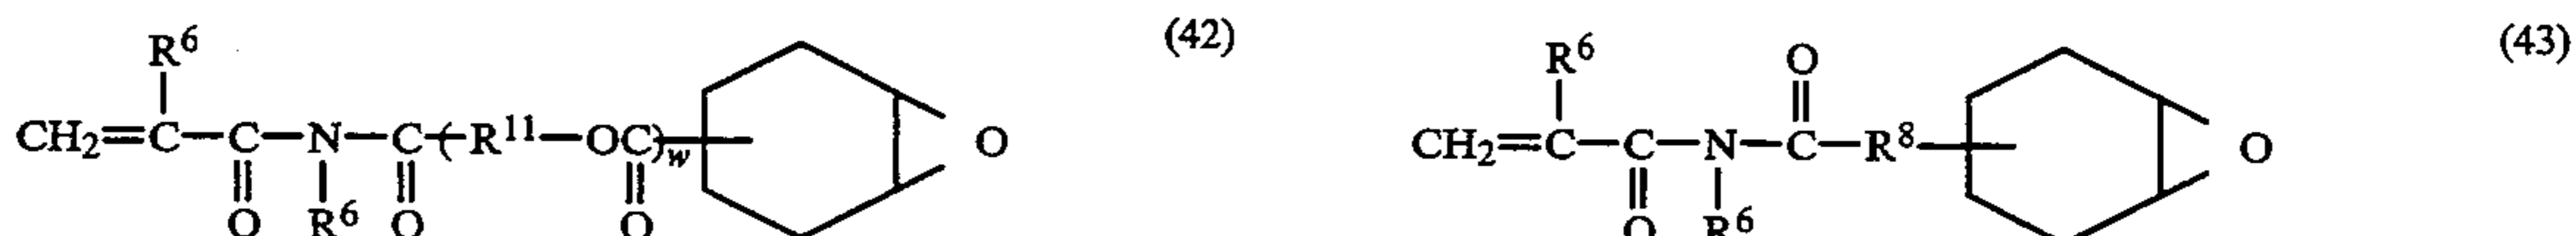 R⁶ (42) R⁶ O (43)
CH₂=C—C—N—C(—R¹¹—OC)w O CH₂=C—C—N—C—R⁸— O
O R⁶ O O O R⁶